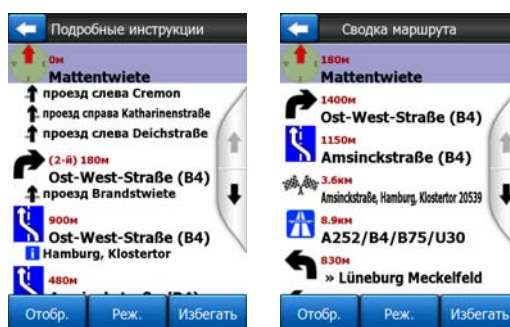 Подробные инструкции
0м
Mattentwiete
проезд слева Cremon
проезд справа Katharinenstraße
проезд слева Deichstraße
(2-й) 180м
Ost-West-Straße (B4)
проезд Brandstwiete
900м
Ost-West-Straße (B4)
Hamburg, Klostertor
480м
Отобр. Реж. Избегать
Сводка маршрута
180м
Mattentwiete
1400м
Ost-West-Straße (B4)
1150м
Amsinckstraße (B4)
3.6км
Amsinckstraße, Hamburg, Klostertor 20539
8.9км
A252/B4/B75/U30
830м
» Lüneburg Meckelfeld
Отобр. Реж. Избегать